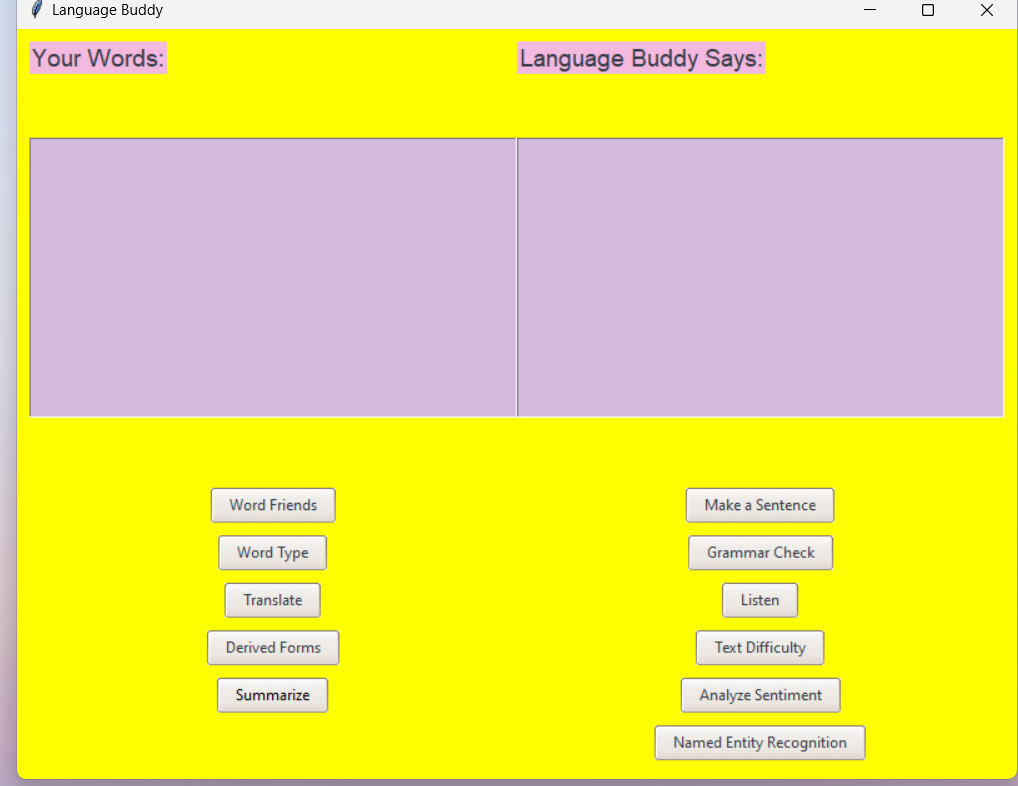 Language Buddy
Your Words:
Language Buddy Says:
Word Friends
Make a Sentence
Word Type
Grammar Check
Translate
Listen
Derived Forms
Text Difficulty
Summarize
Analyze Sentiment
Named Entity Recognition